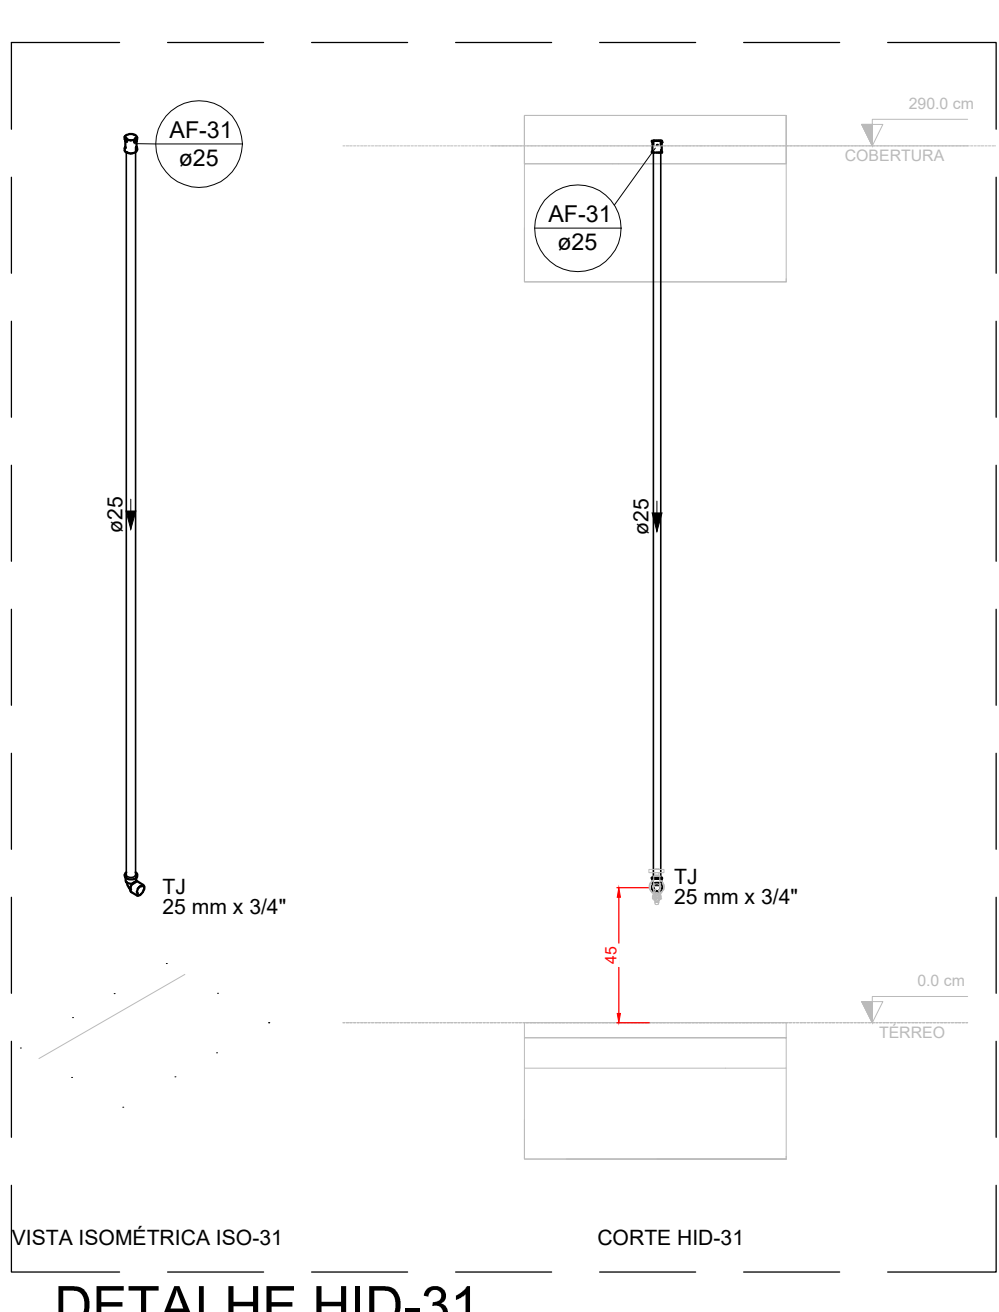 AF-31
ø25
290.0 cm
COBERTURA
AF-31
ø25
ø25
ø25
TJ
25 mm x 3/4"
TJ
25 mm x 3/4"
45
0.0 cm
TÉRREO
VISTA ISOMÉTRICA ISO-31
CORTE HID-31
DETALHE HID-31